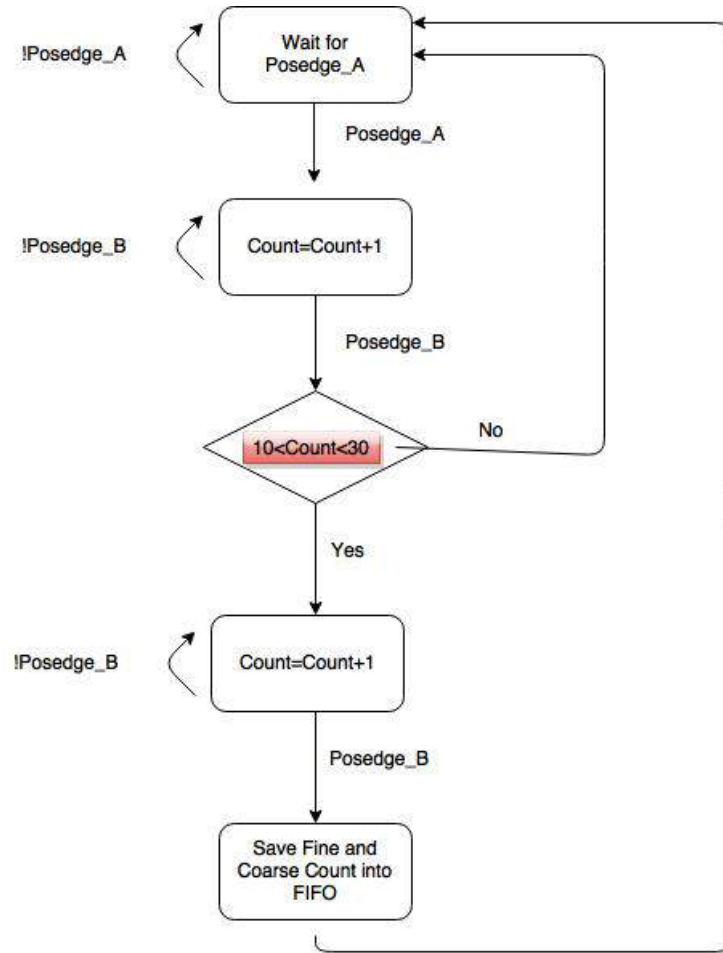 !Posedge_A
Wait for
Posedge_A
Posedge_A
!Posedge_B
Count=Count+1
Posedge_B
10<Count<30
No
Yes
!Posedge_B
Count=Count+1
Posedge_B
Save Fine and
Coarse Count into
FIFO